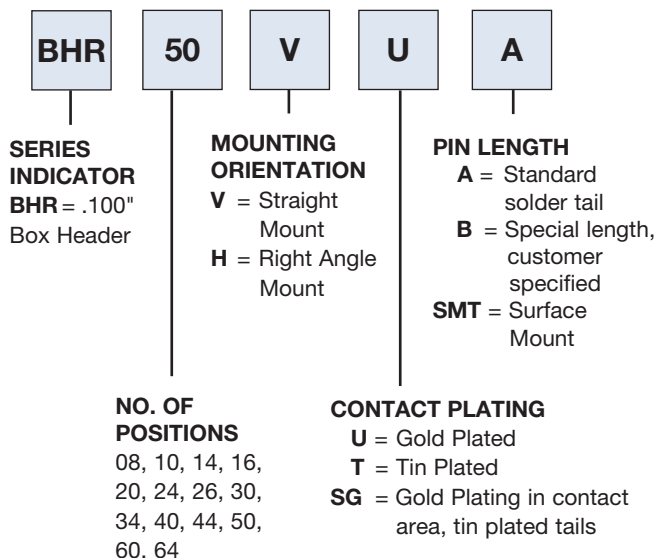 BHR 50 V U A
SERIES
INDICATOR
BHR = .100"
Box Header
MOUNTING
ORIENTATION
V = Straight
Mount
H = Right Angle
Mount
PIN LENGTH
A = Standard
solder tail
B = Special length,
customer
specified
SMT = Surface
Mount
NO. OF
POSITIONS
08, 10, 14, 16,
20, 24, 26, 30,
34, 40, 44, 50,
60, 64
CONTACT PLATING
U = Gold Plated
T = Tin Plated
SG = Gold Plating in contact
area, tin plated tails